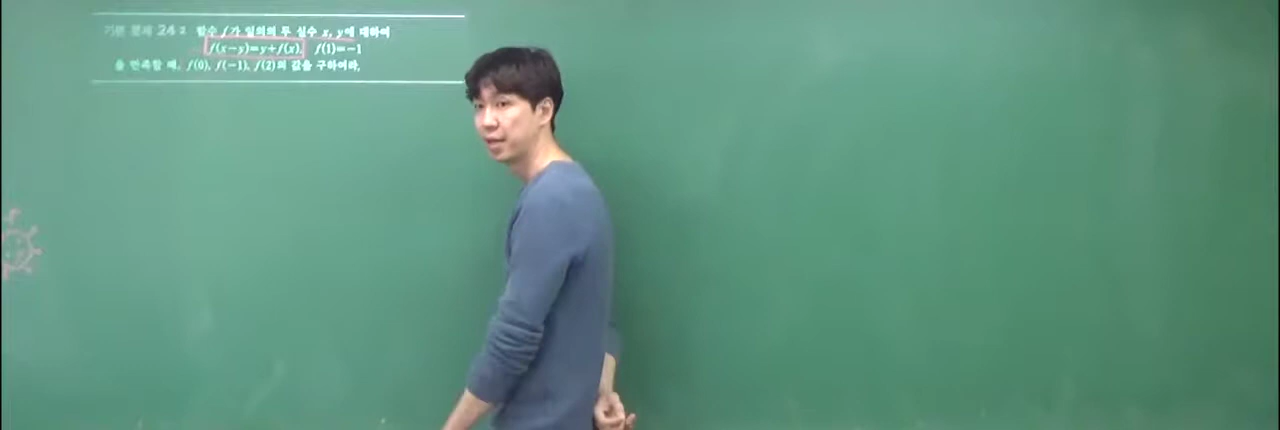 기본 문제 24-2 함수 f가 임의의 두 실수 x, y에 대하여
f(x-y)=y+f(x), f(1)=-1
을 만족할 때, f(0), f(-1), f(2)의 값을 구하여라.